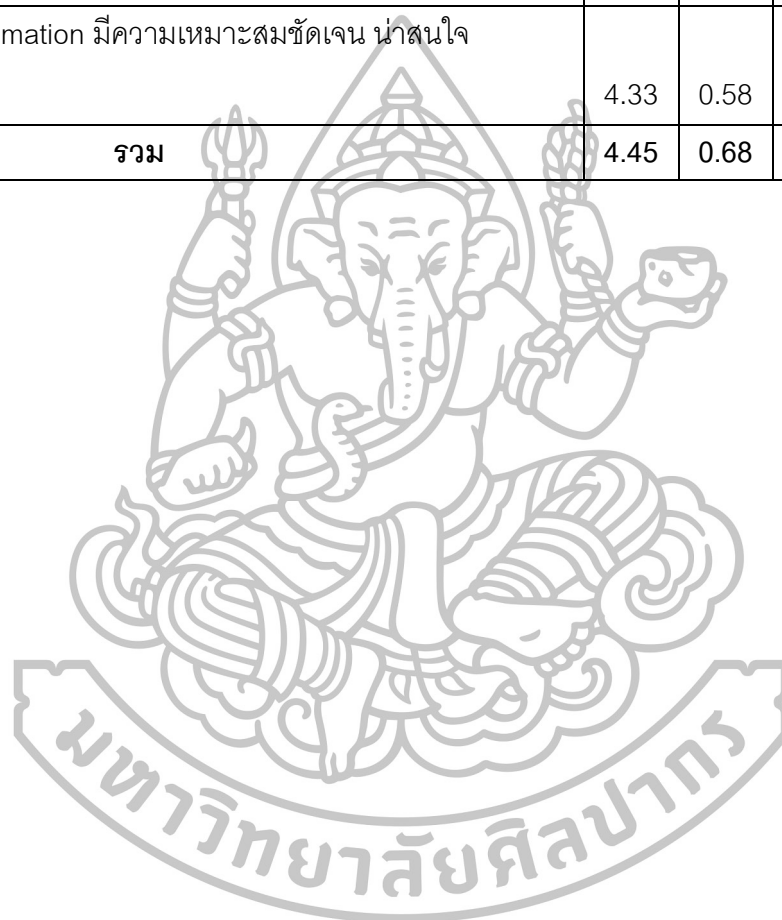 mation มีความเหมาะสมชัดเจน น่าสนใจ
4.33 0.58
รวม 4.45 0.68
มหาวิทยาลัยศิลปากร